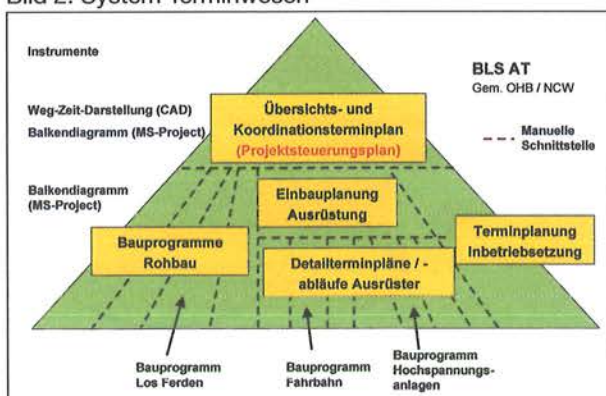 Bild 2: System Terminwesen
Instrumente
BLS AT
Gem. OHB / NCW
Weg-Zeit-Darstellung (CAD)
Balkendiagramm (MS-Project)
Übersichts- und
Koordinationsterminplan
(Projektsteuerungsplan)
Manuelle
Schnittstelle
Balkendiagramm
(MS-Project)
Einbauplanung
Ausrüstung
Bauprogramme
Rohbau
Terminplanung
Inbetriebsetzung
Detailterminpläne / -
abläufe Ausrüster
Bauprogramm
Los Ferden
Bauprogramm
Fahrbahn
Bauprogramm
Hochspannungs-
anlagen